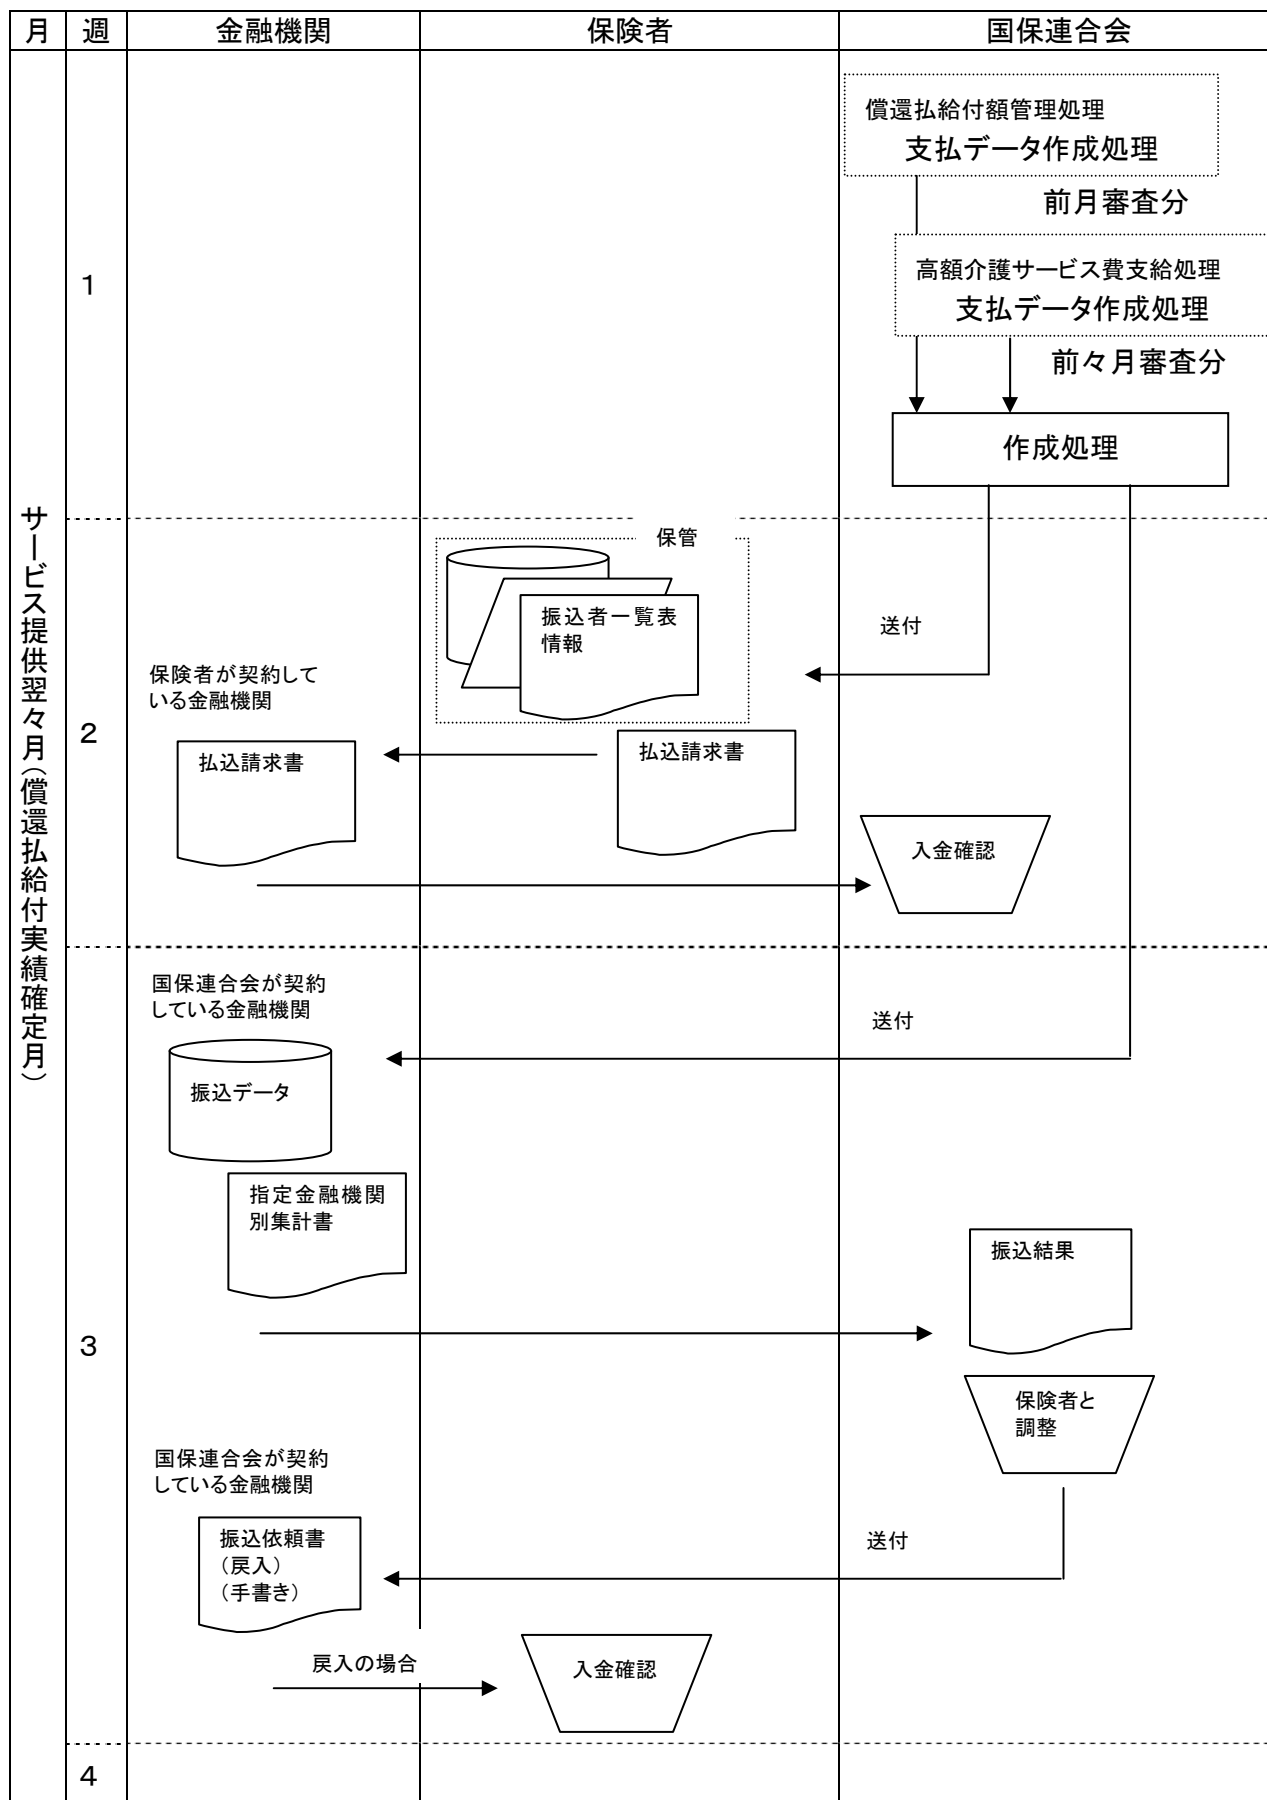 月 週 金融機関 保険者 国保連合会
サービス提供翌々月（償還払給付実績確定月）
1
償還払給付額管理処理
支払データ作成処理
前月審査分
高額介護サービス費支給処理
支払データ作成処理
前々月審査分
作成処理
2
保管
振込者一覧表
情報
送付
保険者が契約して
いる金融機関
払込請求書
払込請求書
入金確認
3
国保連合会が契約
している金融機関
送付
振込データ
指定金融機関
別集計書
振込結果
保険者と
調整
国保連合会が契約
している金融機関
振込依頼書
（戻入）
（手書き）
送付
戻入の場合
入金確認
4